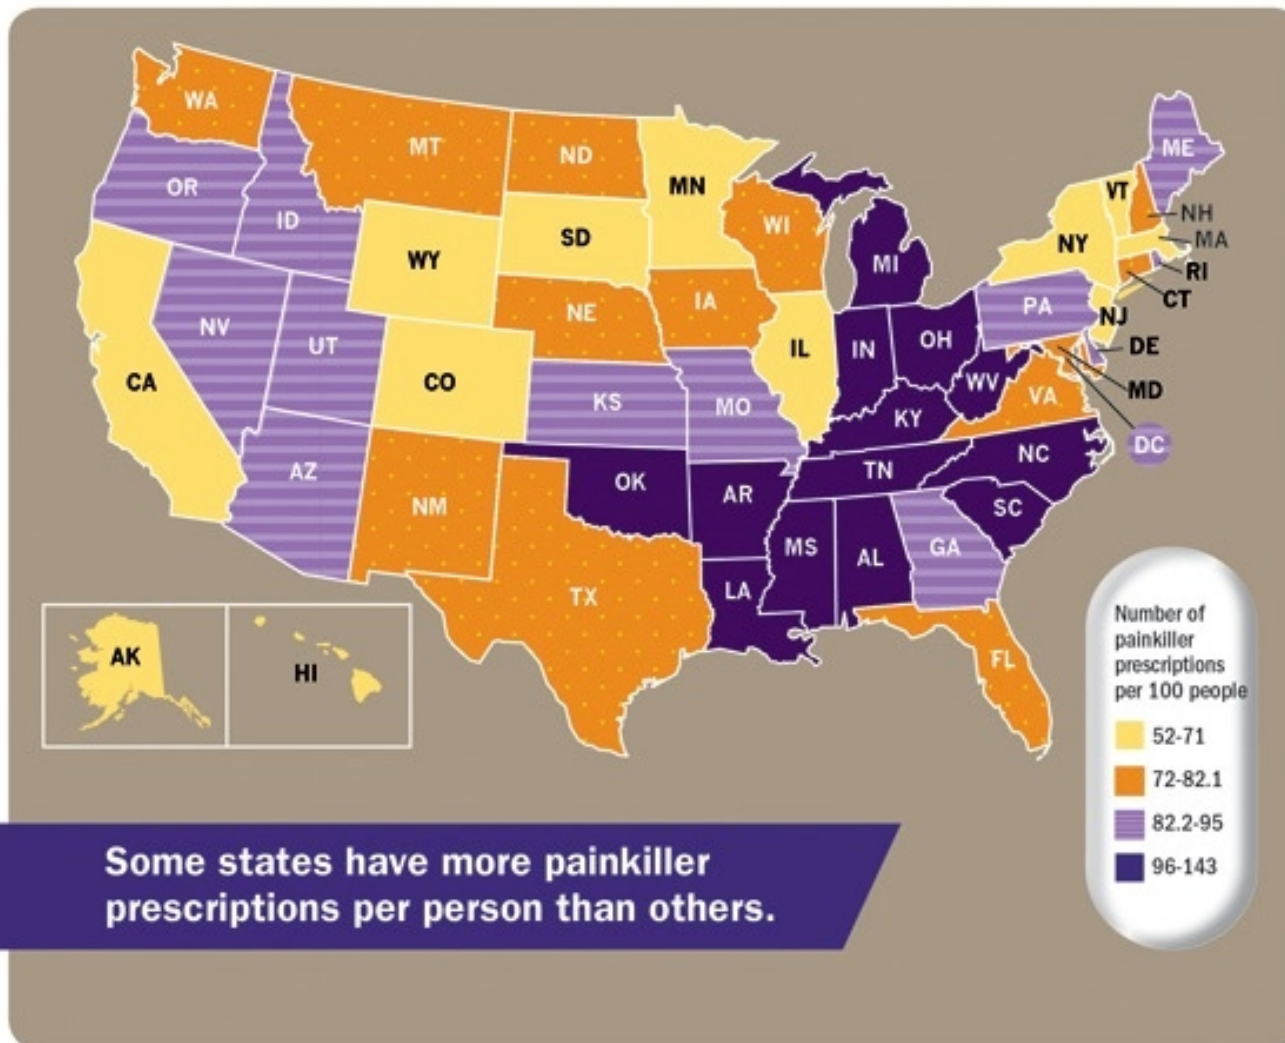 WA
MT
ND
MN
OR
ID
WY
SD
WI
MI
NY
VT
ME
NH
MA
RI
CT
NJ
PA
DE
MD
DC
CA
NV
UT
CO
NE
IA
IL
IN
OH
WV
VA
KS
MO
KY
AZ
NM
OK
AR
TN
NC
SC
TX
LA
MS
AL
GA
FL
AK
HI
Number of
painkiller
prescriptions
per 100 people
52-71
72-82.1
82.2-95
96-143
Some states have more painkiller
prescriptions per person than others.